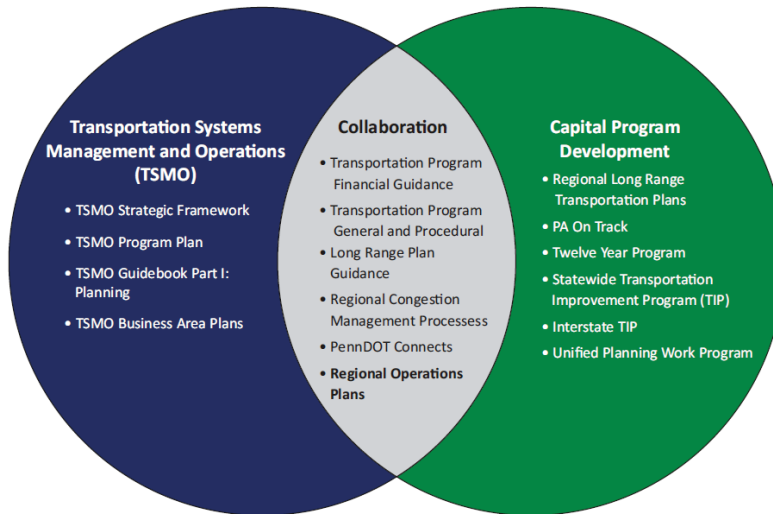 Transportation Systems
Management and Operations
(TSMO)
• TSMO Strategic Framework
• TSMO Program Plan
• TSMO Guidebook Part I:
Planning
• TSMO Business Area Plans
Collaboration
• Transportation Program
Financial Guidance
• Transportation Program
General and Procedural
• Long Range Plan
Guidance
• Regional Congestion
Management Processess
• PennDOT Connects
• Regional Operations
Plans
Capital Program
Development
• Regional Long Range
Transportation Plans
• PA On Track
• Twelve Year Program
• Statewide Transportation
Improvement Program (TIP)
• Interstate TIP
• Unified Planning Work Program